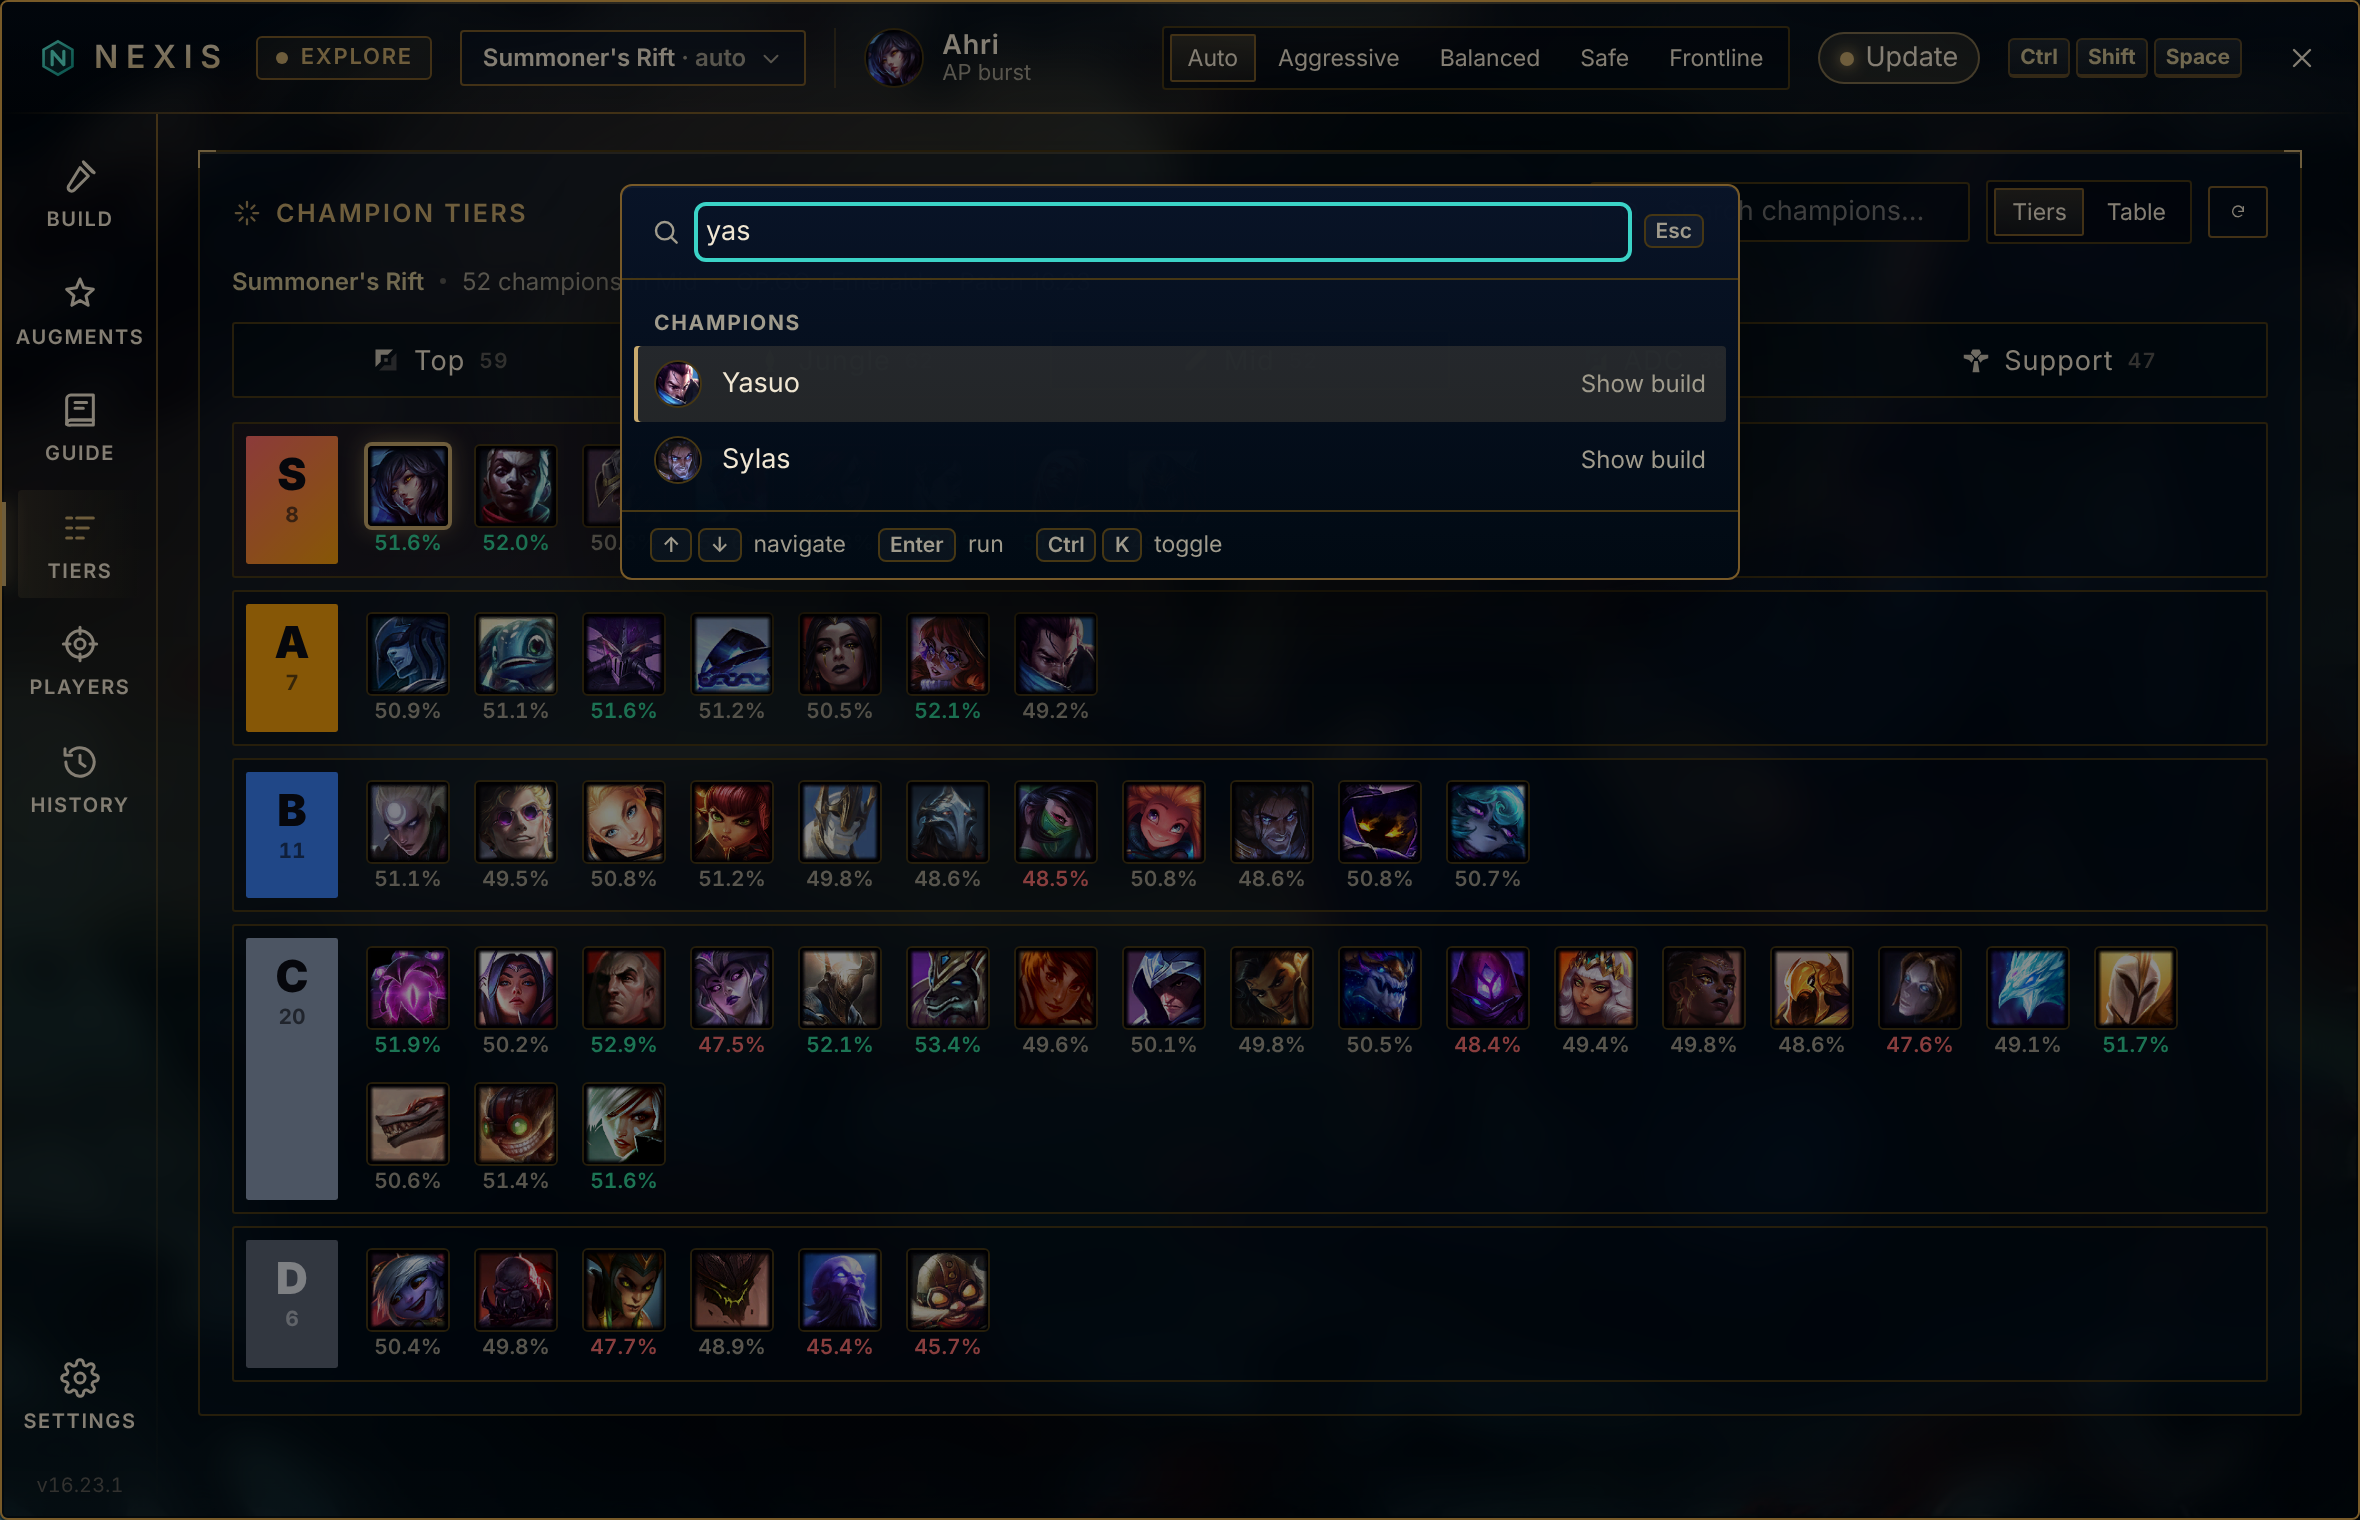 NEXIS
EXPLORE
Summoner's Rift · auto
Ahri
AP burst
Auto
Aggressive
Balanced
Safe
Frontline
Update
Ctrl Shift Space
BUILD
AUGMENTS
GUIDE
TIERS
PLAYERS
HISTORY
SETTINGS
v16.23.1
CHAMPION TIERS
h champions...
Tiers
Table
Summoner's Rift • 52 champions
Top 59
Support 47
yas
Esc
CHAMPIONS
Yasuo Show build
Sylas Show build
↑ ↓ navigate Enter run Ctrl K toggle
S
8
51.6% 52.0% 50.
A
7
50.9% 51.1% 51.6% 51.2% 50.5% 52.1% 49.2%
B
11
51.1% 49.5% 50.8% 51.2% 49.8% 48.6% 48.5% 50.8% 48.6% 50.8% 50.7%
C
20
51.9% 50.2% 52.9% 47.5% 52.1% 53.4% 49.6% 50.1% 49.8% 50.5% 48.4% 49.4% 49.8% 48.6% 47.6% 49.1% 51.7%
50.6% 51.4% 51.6%
D
6
50.4% 49.8% 47.7% 48.9% 45.4% 45.7%